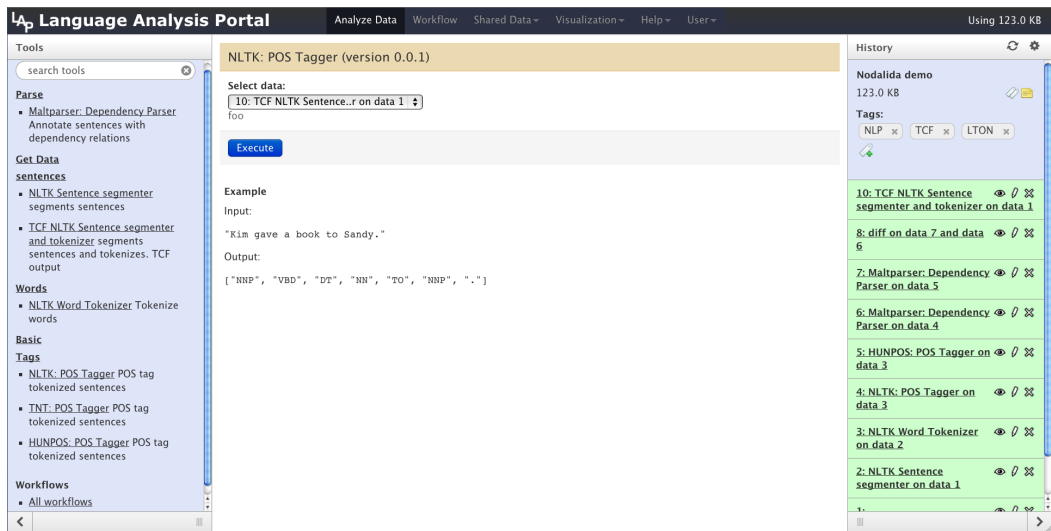 LAP Language Analysis Portal
Analyze Data Workflow Shared Data Visualization Help User
Using 123.0 KB
Tools
search tools
Parse
Maltparser: Dependency Parser
Annotate sentences with
dependency relations
Get Data
sentences
NLTK Sentence segmenter
segments sentences
TCF NLTK Sentence segmenter
and tokenizer segments
sentences and tokenizes. TCF
output
Words
NLTK Word Tokenizer Tokenize
words
Basic
Tags
NLTK: POS Tagger POS tag
tokenized sentences
TNT: POS Tagger POS tag
tokenized sentences
HUNPOS: POS Tagger POS tag
tokenized sentences
Workflows
All workflows
NLTK: POS Tagger (version 0.0.1)
Select data:
10: TCF NLTK Sentence..r on data 1
foo
Execute
Example
Input:
"Kim gave a book to Sandy."
Output:
["NNP", "VBD", "DT", "NN", "TO", "NNP", "."]
History
Nodalida demo
123.0 KB
Tags:
NLP TCF LTON
10: TCF NLTK Sentence
segmenter and tokenizer on data 1
8: diff on data 7 and data
6
7: Maltparser: Dependency
Parser on data 5
6: Maltparser: Dependency
Parser on data 4
5: HUNPOS: POS Tagger on
data 3
4: NLTK: POS Tagger on
data 3
3: NLTK Word Tokenizer
on data 2
2: NLTK Sentence
segmenter on data 1
1: